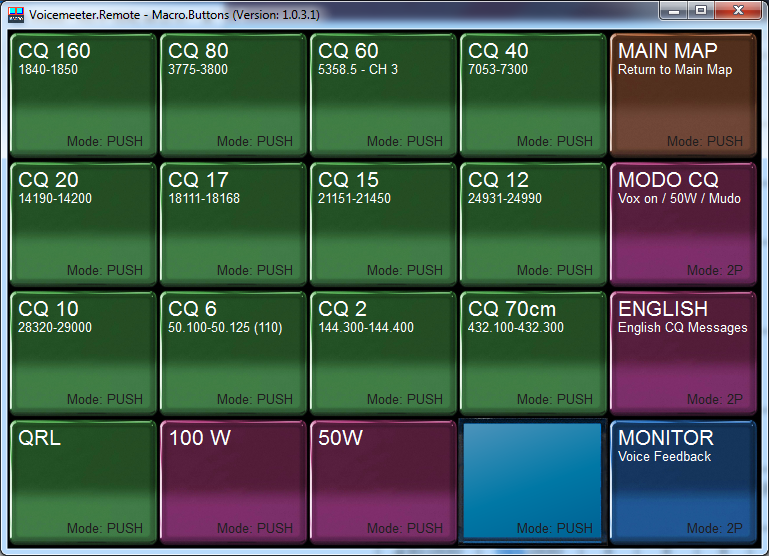 Voicemeeter.Remote - Macro.Buttons (Version: 1.0.3.1)
CQ 160
1840-1850
Mode: PUSH
CQ 80
3775-3800
Mode: PUSH
CQ 60
5358.5 - CH 3
Mode: PUSH
CQ 40
7053-7300
Mode: PUSH
MAIN MAP
Return to Main Map
Mode: PUSH
CQ 20
14190-14200
Mode: PUSH
CQ 17
18111-18168
Mode: PUSH
CQ 15
21151-21450
Mode: PUSH
CQ 12
24931-24990
Mode: PUSH
MODO CQ
Vox on / 50W / Mudo
Mode: 2P
CQ 10
28320-29000
Mode: PUSH
CQ 6
50.100-50.125 (110)
Mode: PUSH
CQ 2
144.300-144.400
Mode: PUSH
CQ 70cm
432.100-432.300
Mode: PUSH
ENGLISH
English CQ Messages
Mode: 2P
QRL
Mode: PUSH
100 W
Mode: PUSH
50W
Mode: PUSH
Mode: PUSH
MONITOR
Voice Feedback
Mode: 2P